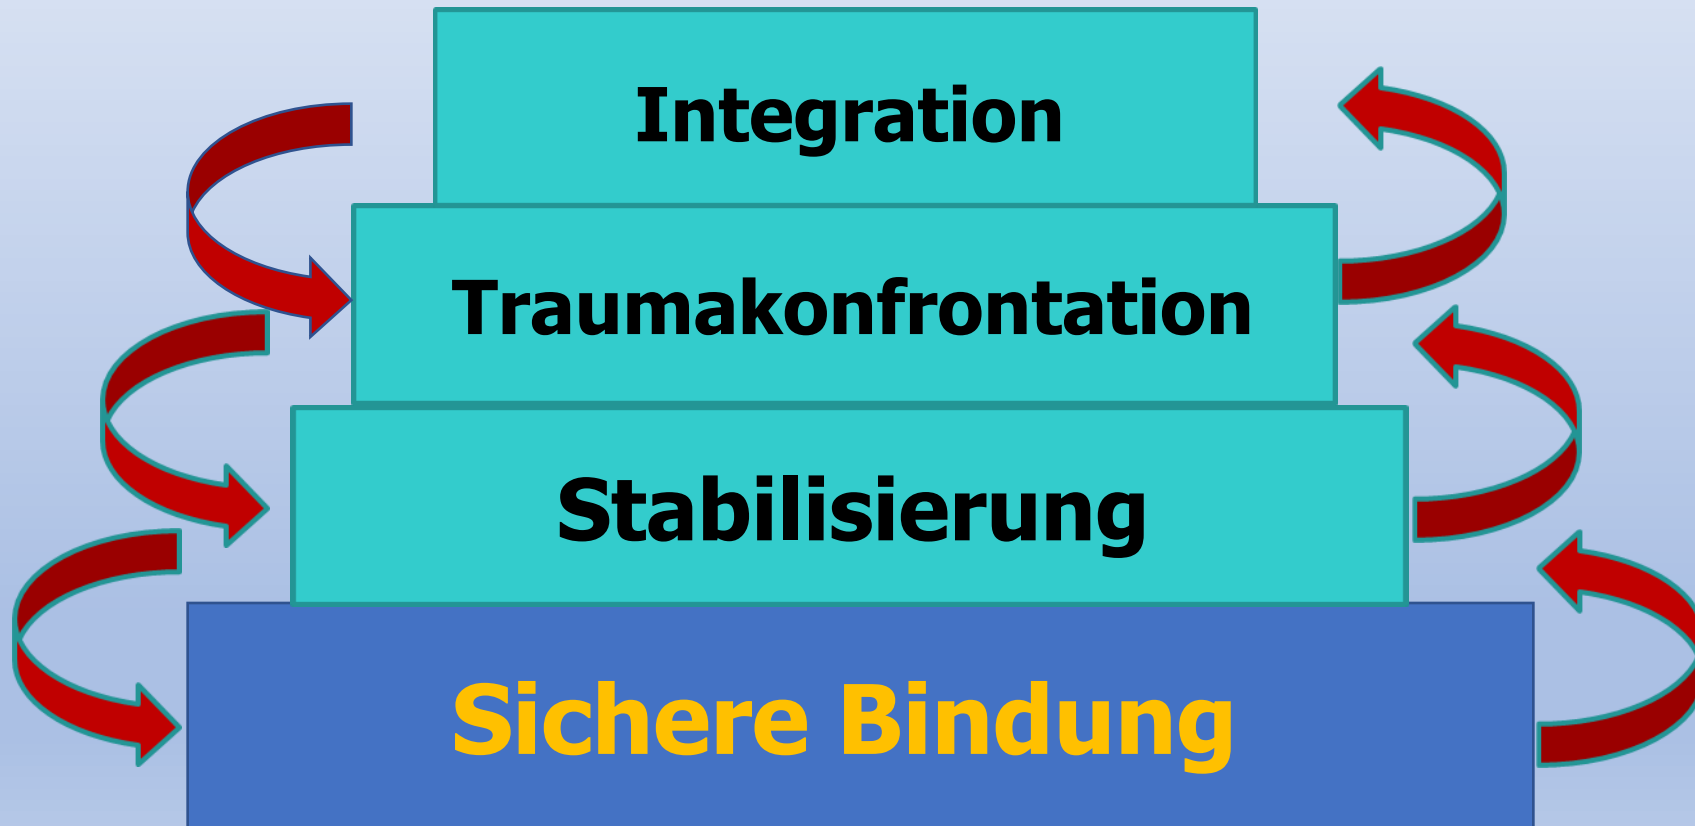 Integration
Traumakonfrontation
Stabilisierung
Sichere Bindung